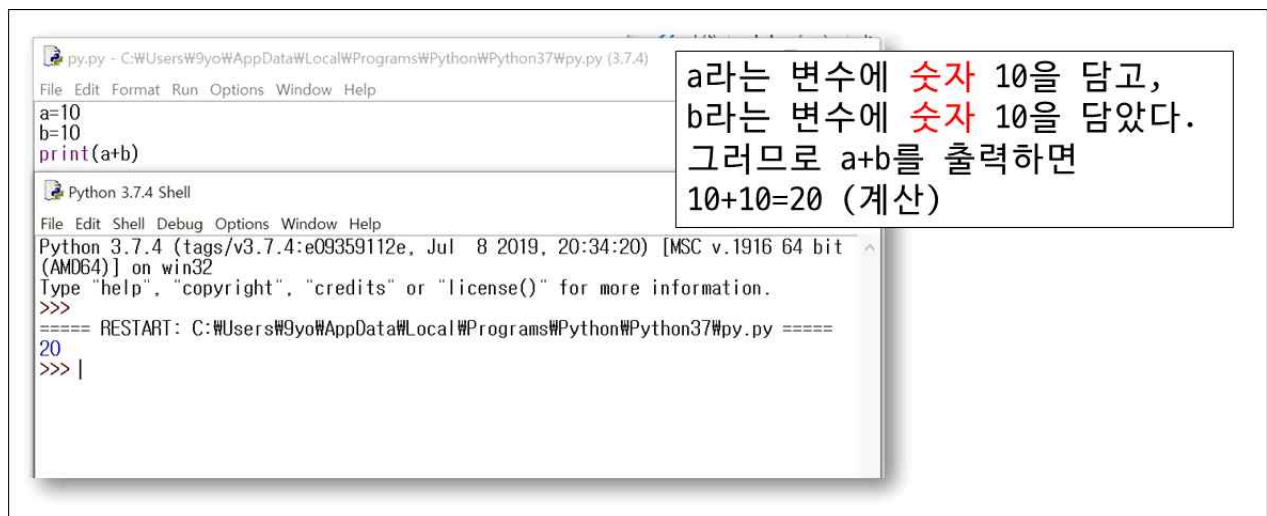 py.py - C:₩Users₩9yo₩AppData₩Local₩Programs₩Python₩Python37₩py.py (3.7.4)
File Edit Format Run Options Window Help
a=10
b=10
print(a+b)
a라는 변수에 숫자 10을 담고,
b라는 변수에 숫자 10을 담았다.
그러므로 a+b를 출력하면
10+10=20 (계산)
Python 3.7.4 Shell
File Edit Shell Debug Options Window Help
Python 3.7.4 (tags/v3.7.4:e09359112e, Jul  8 2019, 20:34:20) [MSC v.1916 64 bit
(AMD64)] on win32
Type "help", "copyright", "credits" or "license()" for more information.
>>>
===== RESTART: C:₩Users₩9yo₩AppData₩Local₩Programs₩Python₩Python37₩py.py =====
20
>>>